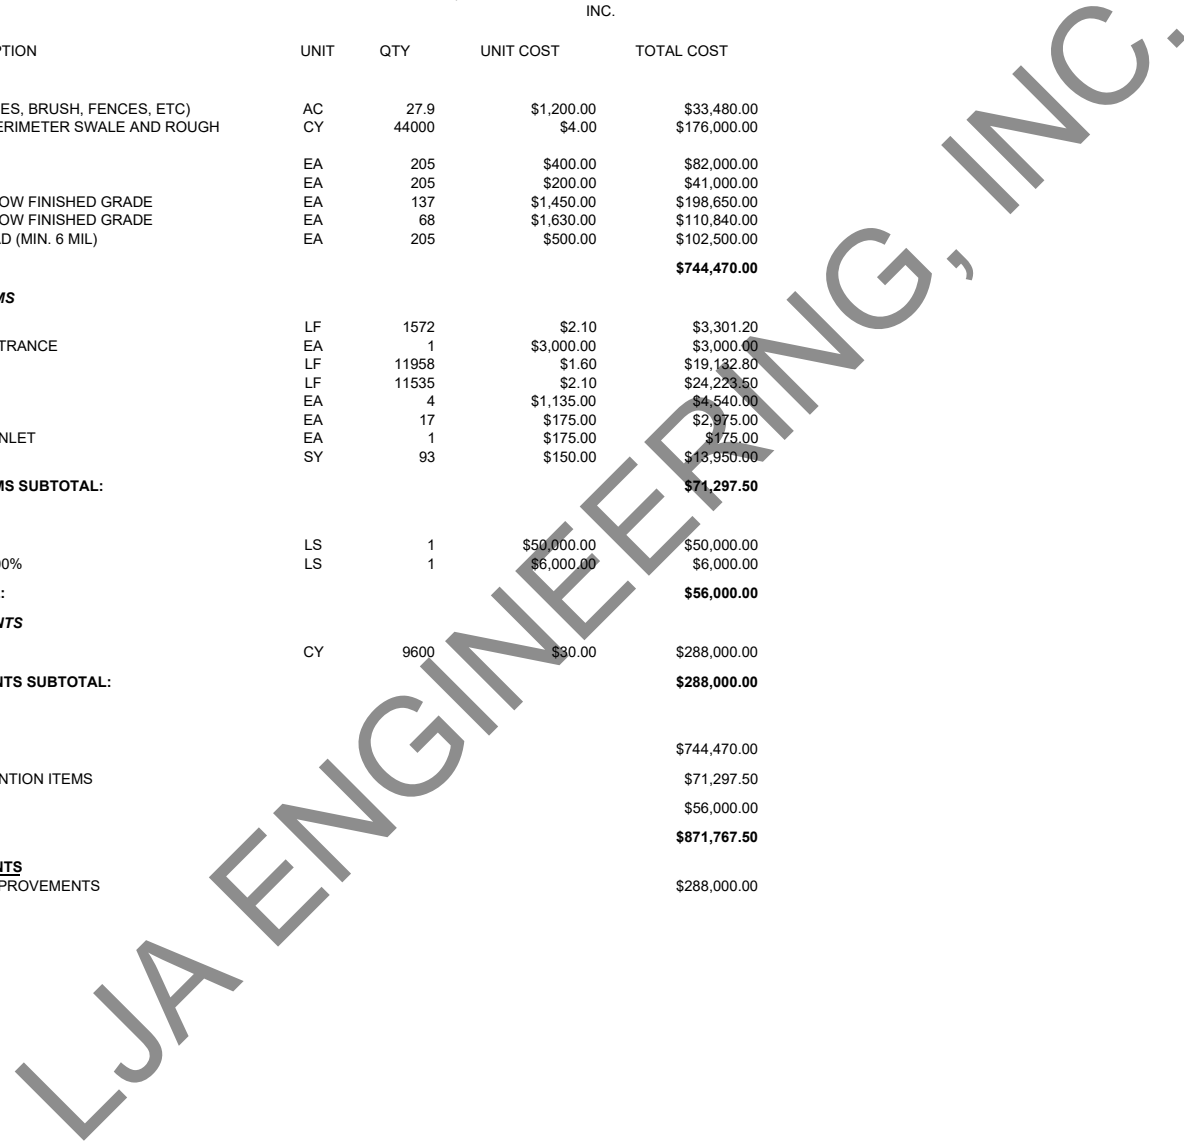 INC.
PTION UNIT QTY UNIT COST TOTAL COST
ES, BRUSH, FENCES, ETC) AC 27.9 $1,200.00 $33,480.00
ERIMETER SWALE AND ROUGH CY 44000 $4.00 $176,000.00
EA 205 $400.00 $82,000.00
EA 205 $200.00 $41,000.00
OW FINISHED GRADE EA 137 $1,450.00 $198,650.00
OW FINISHED GRADE EA 68 $1,630.00 $110,840.00
AD (MIN. 6 MIL) EA 205 $500.00 $102,500.00
$744,470.00
MS
LF 1572 $2.10 $3,301.20
TRANCE EA 1 $3,000.00 $3,000.00
LF 11958 $1.60 $19,132.80
LF 11535 $2.10 $24,223.50
EA 4 $1,135.00 $4,540.00
EA 17 $175.00 $2,975.00
NLET EA 1 $175.00 $175.00
SY 93 $150.00 $13,950.00
MS SUBTOTAL: $71,297.50
LS 1 $50,000.00 $50,000.00
00% LS 1 $6,000.00 $6,000.00
: $56,000.00
NTS
CY 9600 $30.00 $288,000.00
NTS SUBTOTAL: $288,000.00
$744,470.00
NTION ITEMS $71,297.50
$56,000.00
$871,767.50
NTS
PROVEMENTS $288,000.00
LJA ENGINEERING, INC.